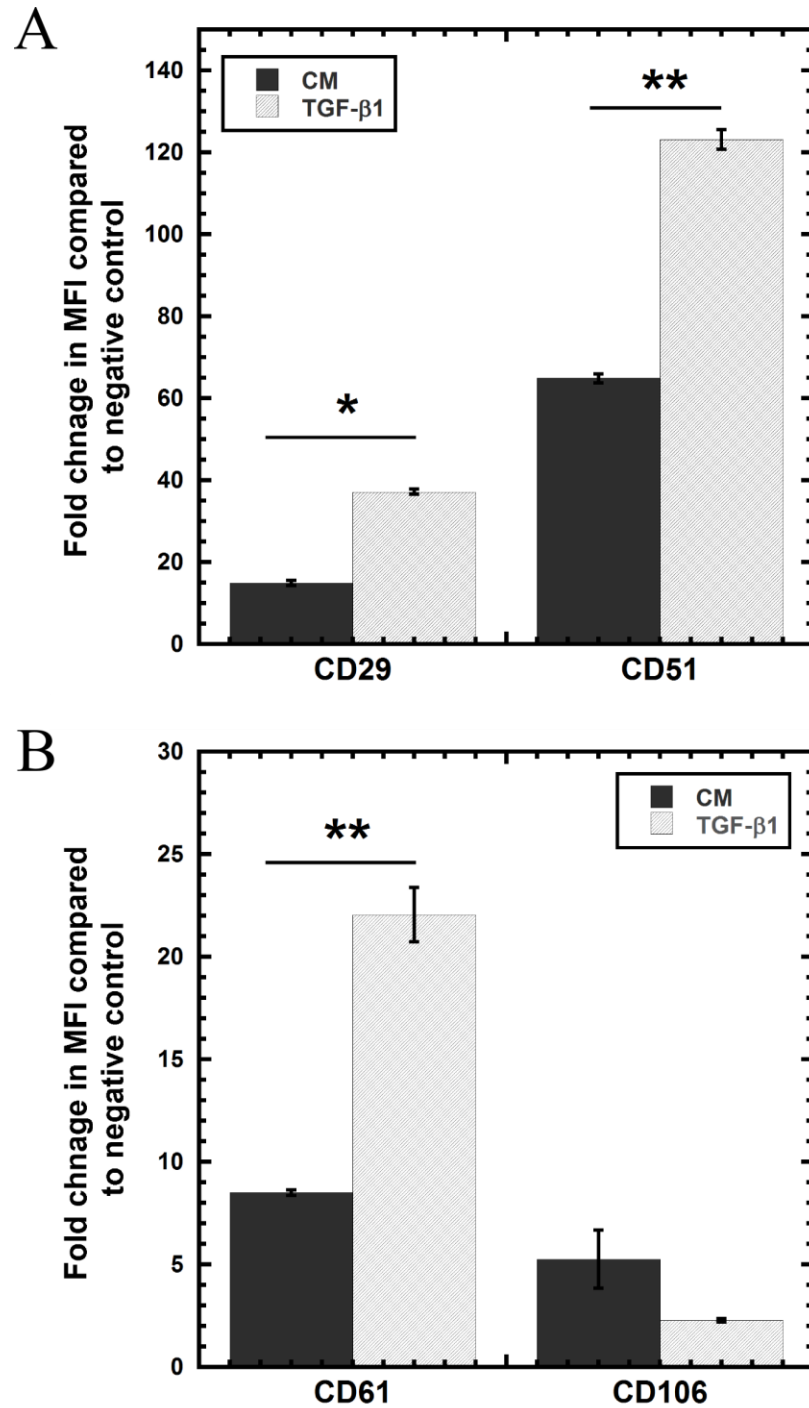 A
CM
TGF-β1
*
**
Fold chnage in MFI compared
to negative control
140
120
100
80
60
40
20
0
CD29 CD51
B
CM
TGF-β1
**
Fold chnage in MFI compared
to negative control
30
25
20
15
10
5
0
CD61 CD106